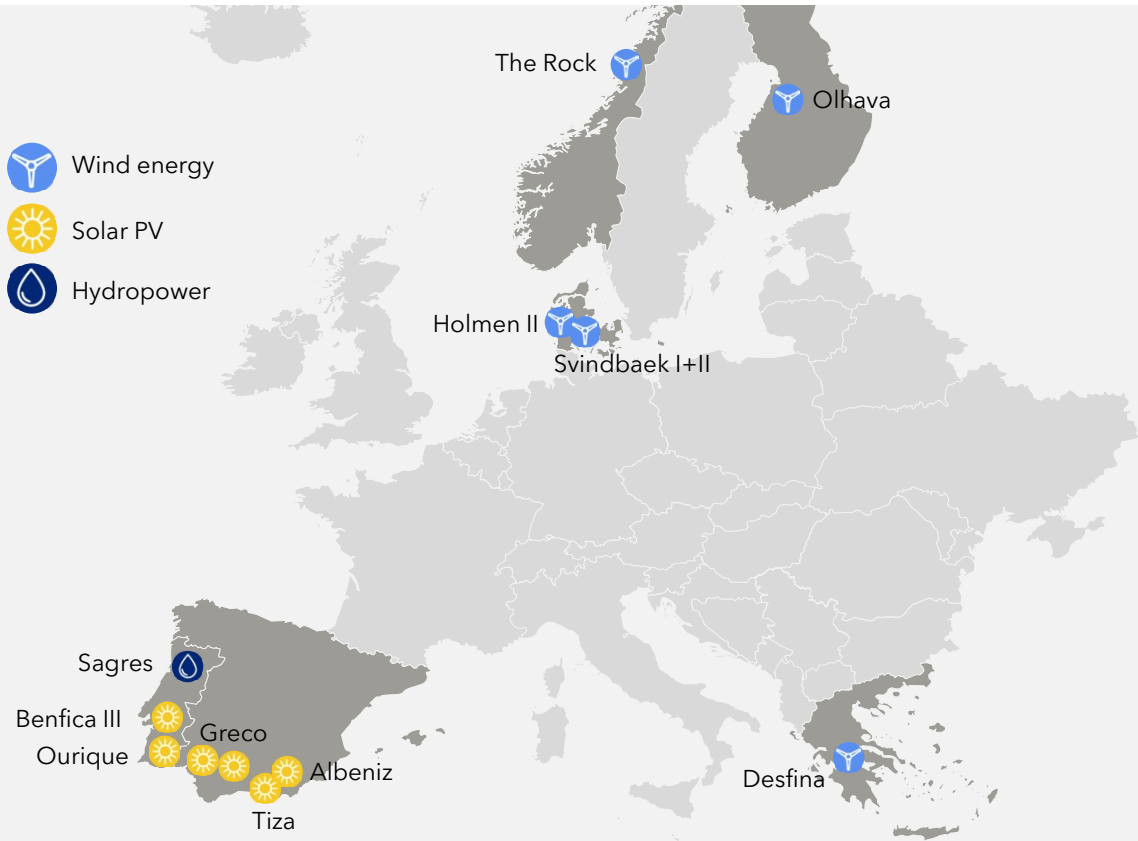 The Rock
Olhava
Wind energy
Solar PV
Hydropower
Holmen II
Svindbaek I+II
Sagres
Benfica III
Greco
Ourique
Albeniz
Desfina
Tiza